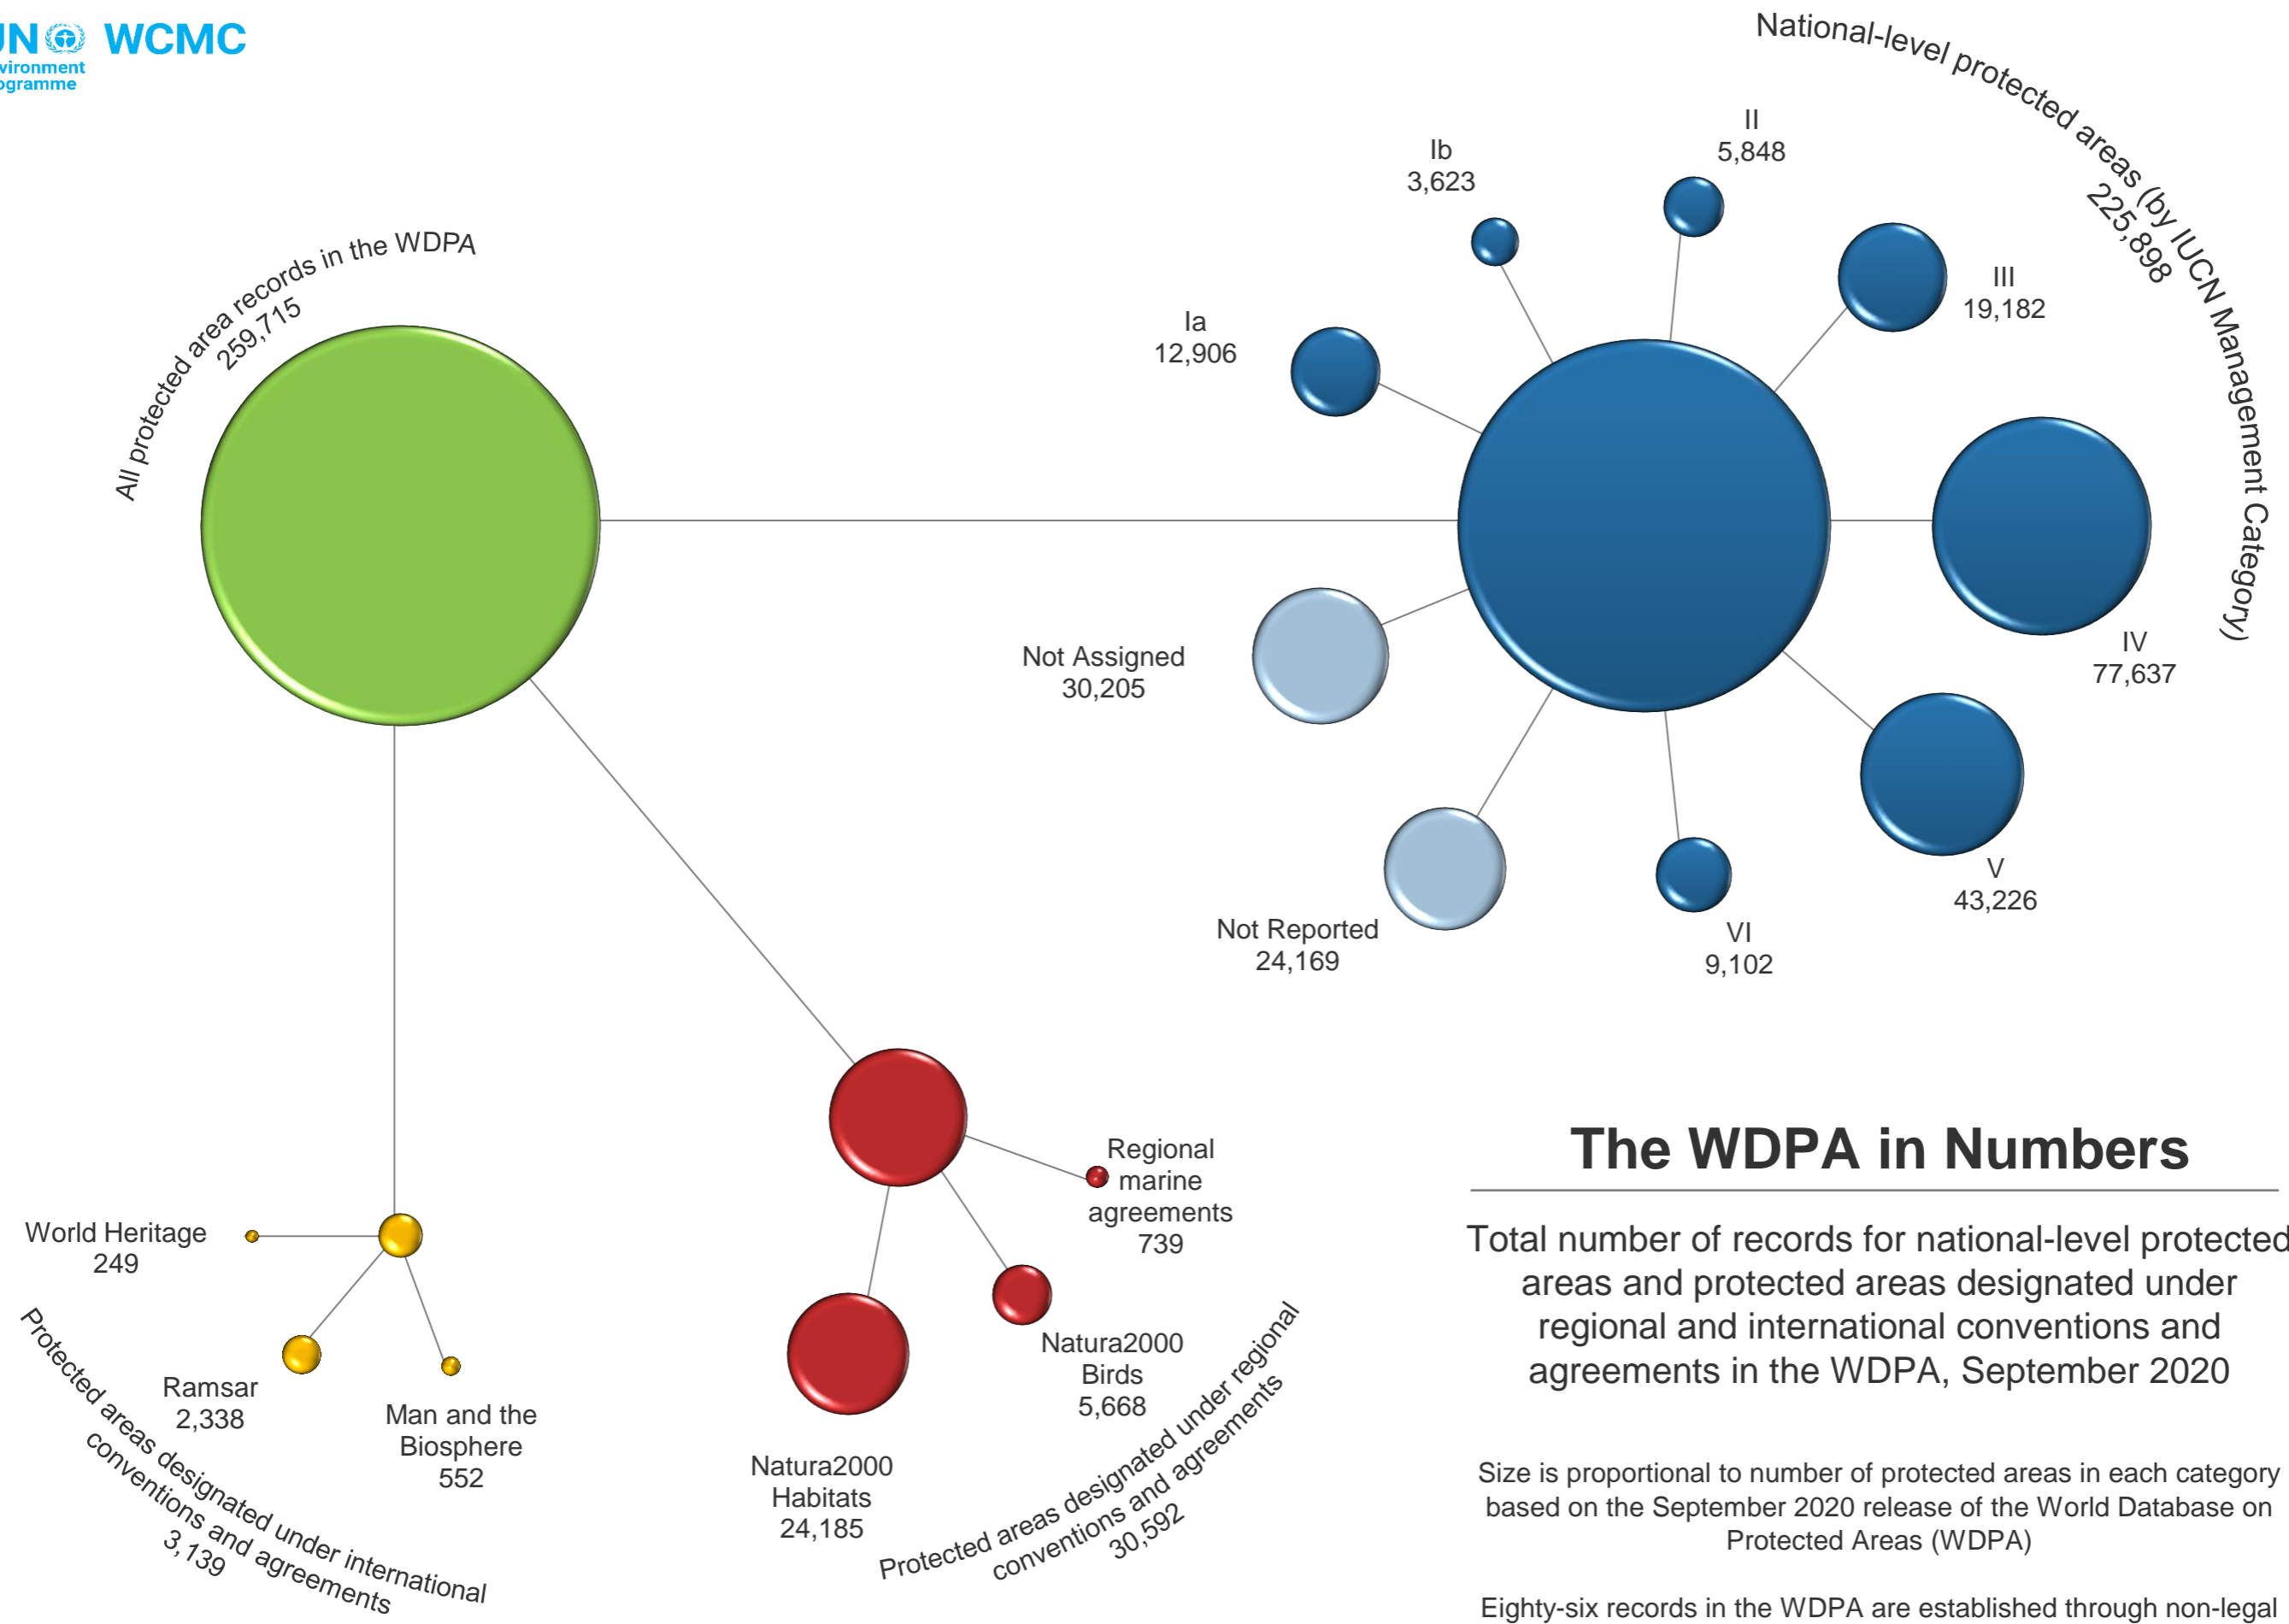 WCMC
All protected area records in the WDPA
259,715
National-level protected areas (by IUCN Management Category)
225,898
Ia
12,906
Ib
3,623
II
5,848
III
19,182
IV
77,637
V
43,226
VI
9,102
Not Reported
24,169
Not Assigned
30,205
World Heritage
249
Ramsar
2,338
Man and the
Biosphere
552
Protected areas designated under international
conventions and agreements
3,139
Regional
marine
agreements
739
Natura2000
Birds
5,668
Natura2000
Habitats
24,185
Protected areas designated under regional
conventions and agreements
30,592
The WDPA in Numbers
Total number of records for national-level protected
areas and protected areas designated under
regional and international conventions and
agreements in the WDPA, September 2020
Size is proportional to number of protected areas in each category
based on the September 2020 release of the World Database on
Protected Areas (WDPA)
Eighty-six records in the WDPA are established through non-legal